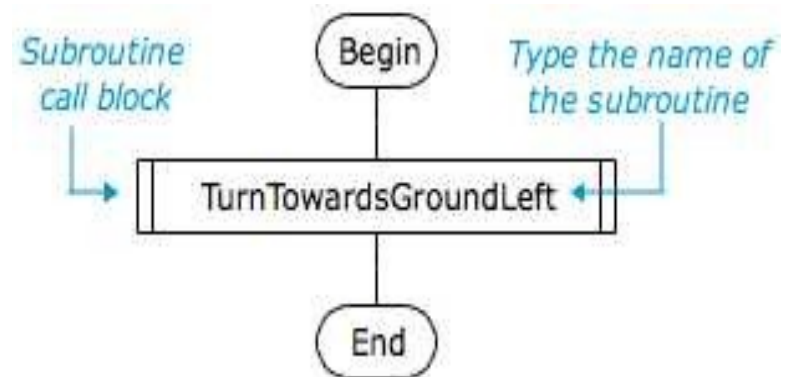 Subroutine
call block
Begin
Type the name of
the subroutine
TurnTowardsGroundLeft
End